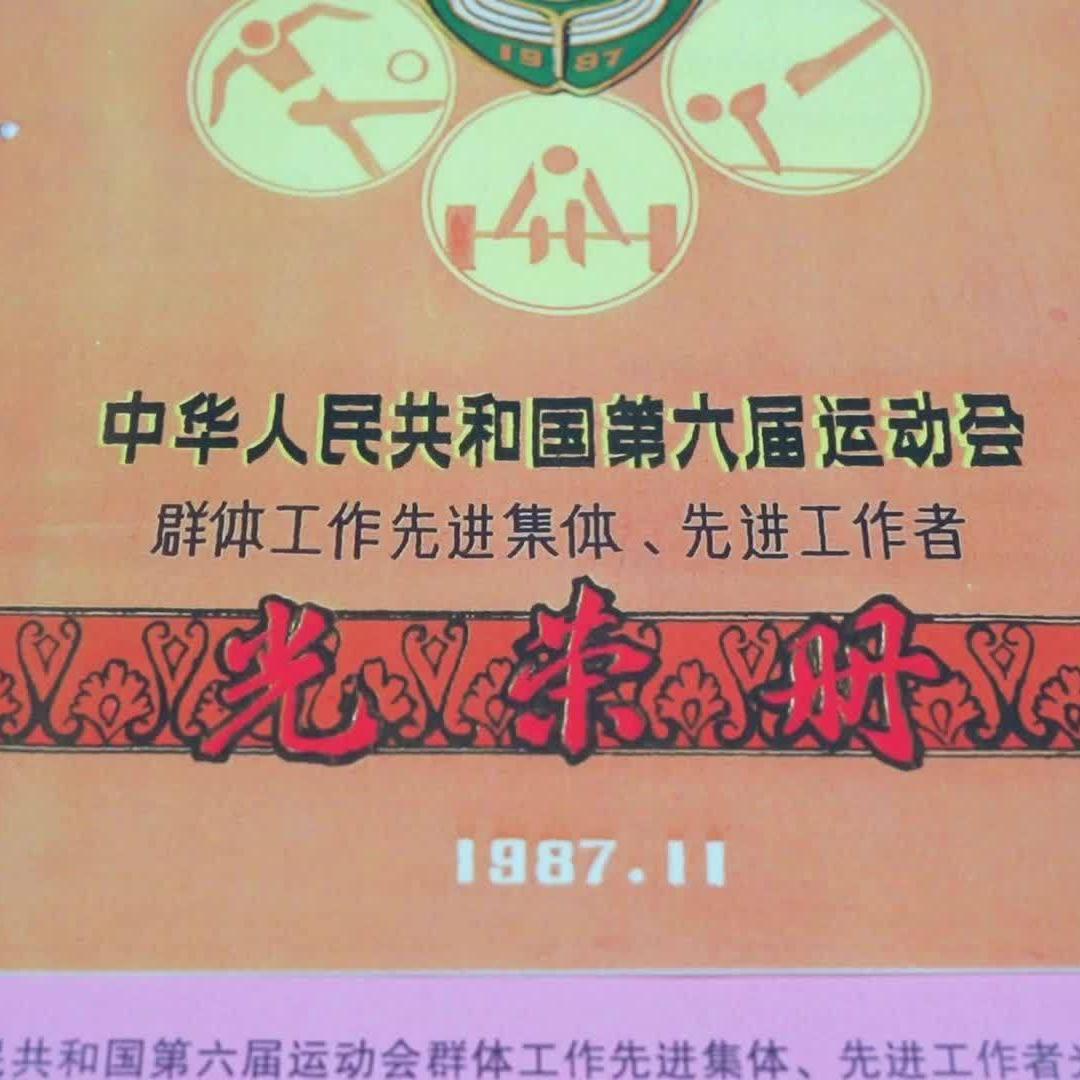 1987
中华人民共和国第六届运动会
群体工作先进集体、先进工作者
光荣册
1987.11
共和国第六届运动会群体工作先进集体、先进工作者